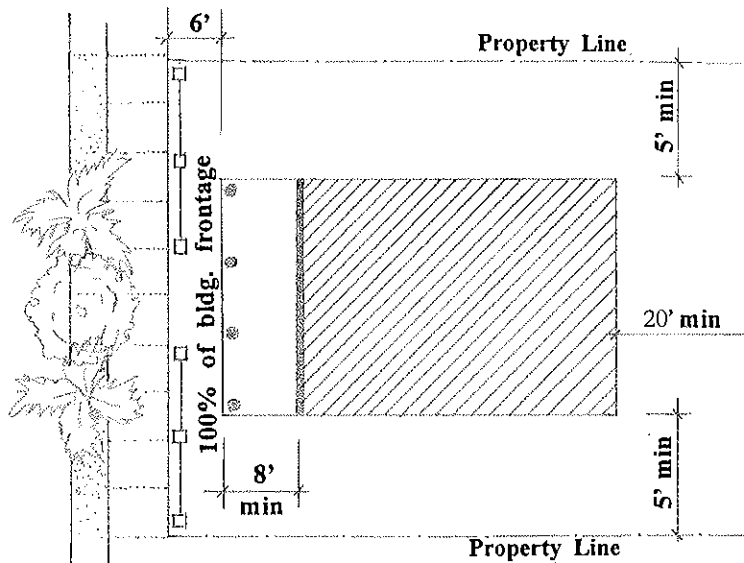 6'
Property Line
5' min
100% of bldg. frontage
20' min
8'
min
5' min
Property Line